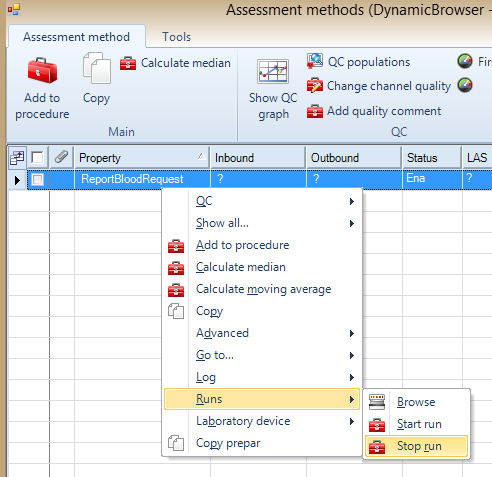 Assessment methods (DynamicBrowser -
Assessment method
Tools
Add to procedure
Copy
Calculate median
Main
Show QC graph
QC populations
Change channel quality
Add quality comment
Fir
QC
Property
Inbound
Outbound
Status
LAS
ReportBloodRequest
?
?
Ena
?
QC
Show all...
Add to procedure
Calculate median
Calculate moving average
Copy
Advanced
Go to...
Log
Runs
Laboratory device
Copy prepar
Browse
Start run
Stop run